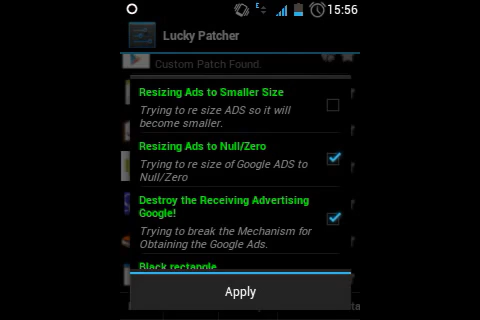 E
15:56
Lucky Patcher
Custom Patch Found.
Resizing Ads to Smaller Size
Trying to re size ADS so it will
become smaller.
Resizing Ads to Null/Zero
Trying to re size of Google ADS to
Null/Zero
Destroy the Receiving Advertising
Google!
Trying to break the Mechanism for
Obtaining the Google Ads.
Black rectangle
Apply